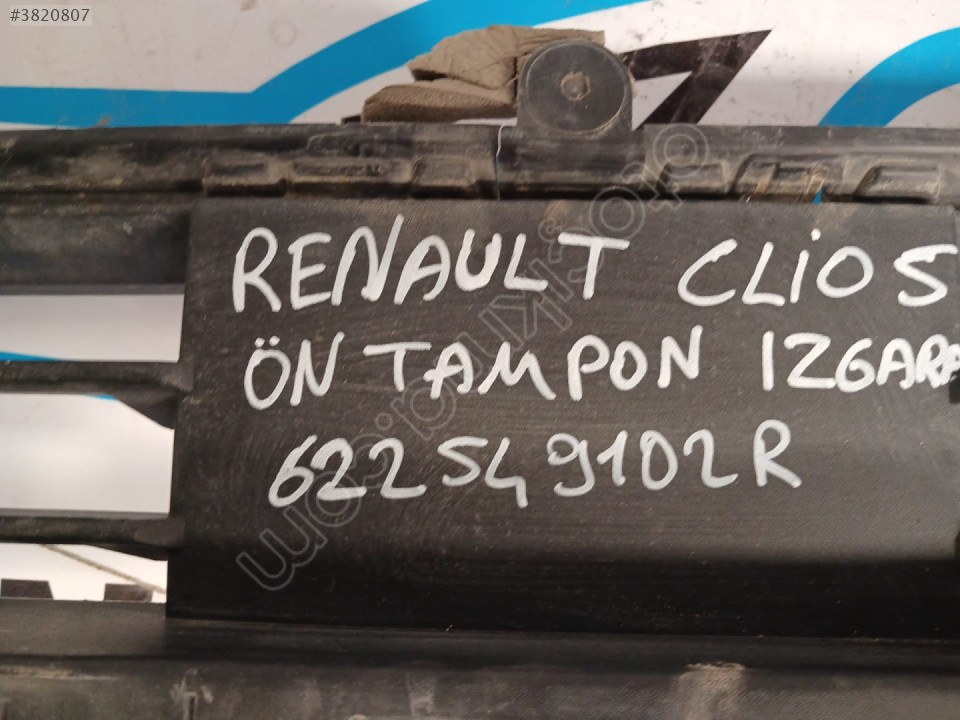 #3820807
RENAULT CLIO 5
ÖN TAMPON IZGARA
622549102R